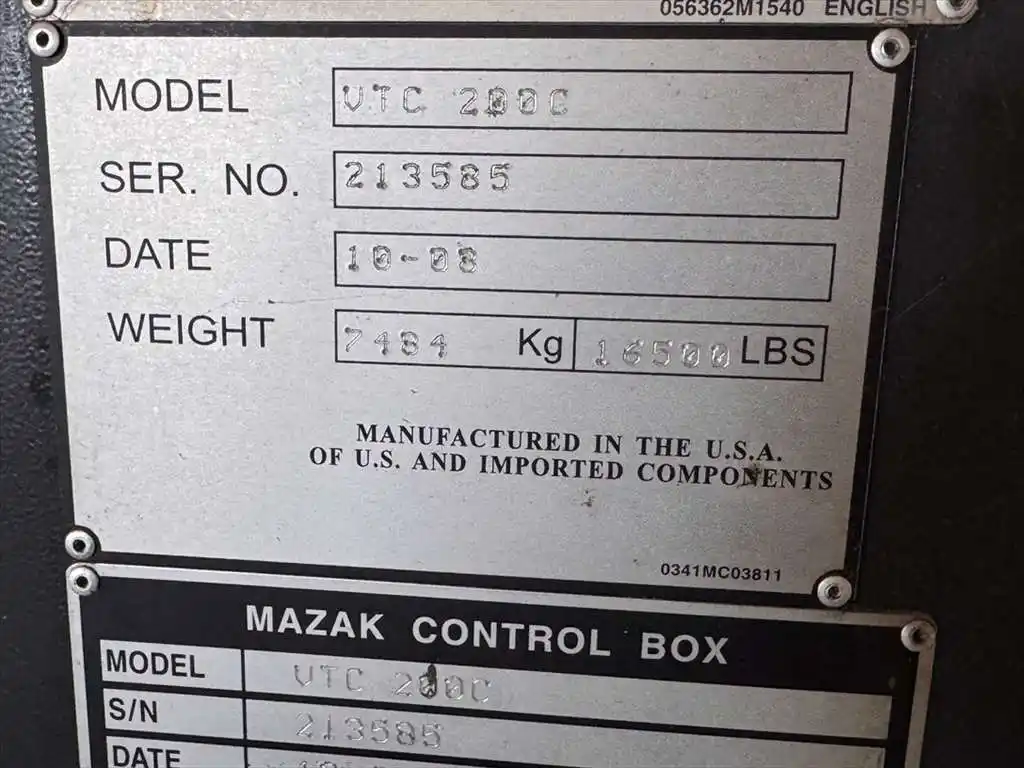 056362M1540 ENGLISH
MODEL VTC 200C
SER. NO. 213585
DATE 10-08
WEIGHT 7484 Kg 16500 LBS
MANUFACTURED IN THE U.S.A.
OF U.S. AND IMPORTED COMPONENTS
0341MC03811
MAZAK CONTROL BOX
MODEL VTC 200C
S/N 213585
DATE